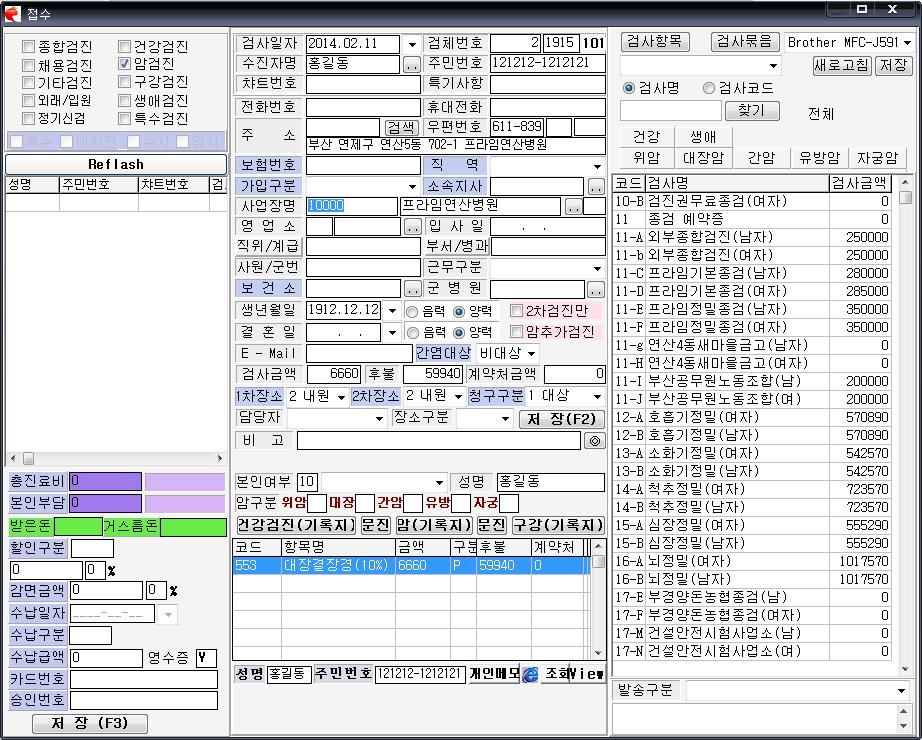 접수
종합검진 건강검진
채용검진 암검진
기타검진 구강검진
외래/입원 생애검진
정기신검 특수검진
특수 배치전 수시 일시
Reflash
성명 주민번호 챠트번호 검
총진료비 0
본인부담 0
받은돈 거스름돈
할인구분
0 0 %
감면금액 0 0 %
수납일자 ____-__-__
수납구분
수납금액 0 영수증 Y
카드번호
승인번호
저 장 (F3)
검사일자 2014.02.11 검체번호 2 1915 101
수진자명 홍길동 .. 주민번호 121212-1212121
챠트번호 특기사항
전화번호 휴대전화
주 소 검색 우편번호 611-839
부산 연제구 연산5동 702-1 프라임연산병원
보험번호 직 역
가입구분 소속지사 ..
사업장명 10000 프라임연산병원 ..
영 업 소 .. 입 사 일 . .
직위/계급 부서/병과
사원/군번 근무구분
보 건 소 .. 군 병 원 ..
생년월일 1912.12.12 음력 양력 2차검진만
결 혼 일 . . 음력 양력 암추가검진
E - Mail 간염대상 비대상
검사금액 6660 후불 59940 계약처금액 0
1차장소 2 내원 2차장소 2 내원 청구구분 1 대상
담당자 장소구분 저 장(F2)
비 고
본인여부 10 성명 홍길동
암구분 위암 대장 간암 유방 자궁
건강검진(기록지) 문진 암(기록지) 문진 구강(기록지)
코드 항목명 금액 구분 후불 계약처
553 대장결장경(10%) 6660 P 59940 0
성명 홍길동 주민번호 121212-1212121 개인메모 조회View
검사항목 검사묶음 Brother MFC-J591
새로고침 저장
검사명 검사코드
찾기 전체
건강 생애
위암 대장암 간암 유방암 자궁암
코드 검사명 검사금액
10-B 검진권무료종검(여자) 0
11 종검 예약증 0
11-A 외부종합검진(남자) 250000
11-b 외부종합검진(여자) 250000
11-C 프라임기본종검(남자) 280000
11-D 프라임기본종검(여자) 285000
11-E 프라임정밀종검(남자) 350000
11-F 프라임정밀종검(여자) 350000
11-g 연산4동새마을금고(남자) 0
11-H 연산4동새마을금고(여자) 0
11-I 부산공무원노동조합(남) 200000
11-J 부산공무원노동조합(여) 200000
12-A 호흡기정밀(여자) 570890
12-B 호흡기정밀(남자) 570890
13-A 소화기정밀(여자) 542570
13-B 소화기정밀(남자) 542570
14-A 척추정밀(여자) 723570
14-B 척추정밀(남자) 723570
15-A 심장정밀(여자) 555290
15-B 심장정밀(남자) 555290
16-A 뇌정밀(여자) 1017570
16-B 뇌정밀(남자) 1017570
17-E 부경양돈농협종검(남) 0
17-F 부경양돈농협종검(여자) 0
17-M 건설안전시험사업소(남) 0
17-N 건설안전시험사업소(여) 0
발송구분